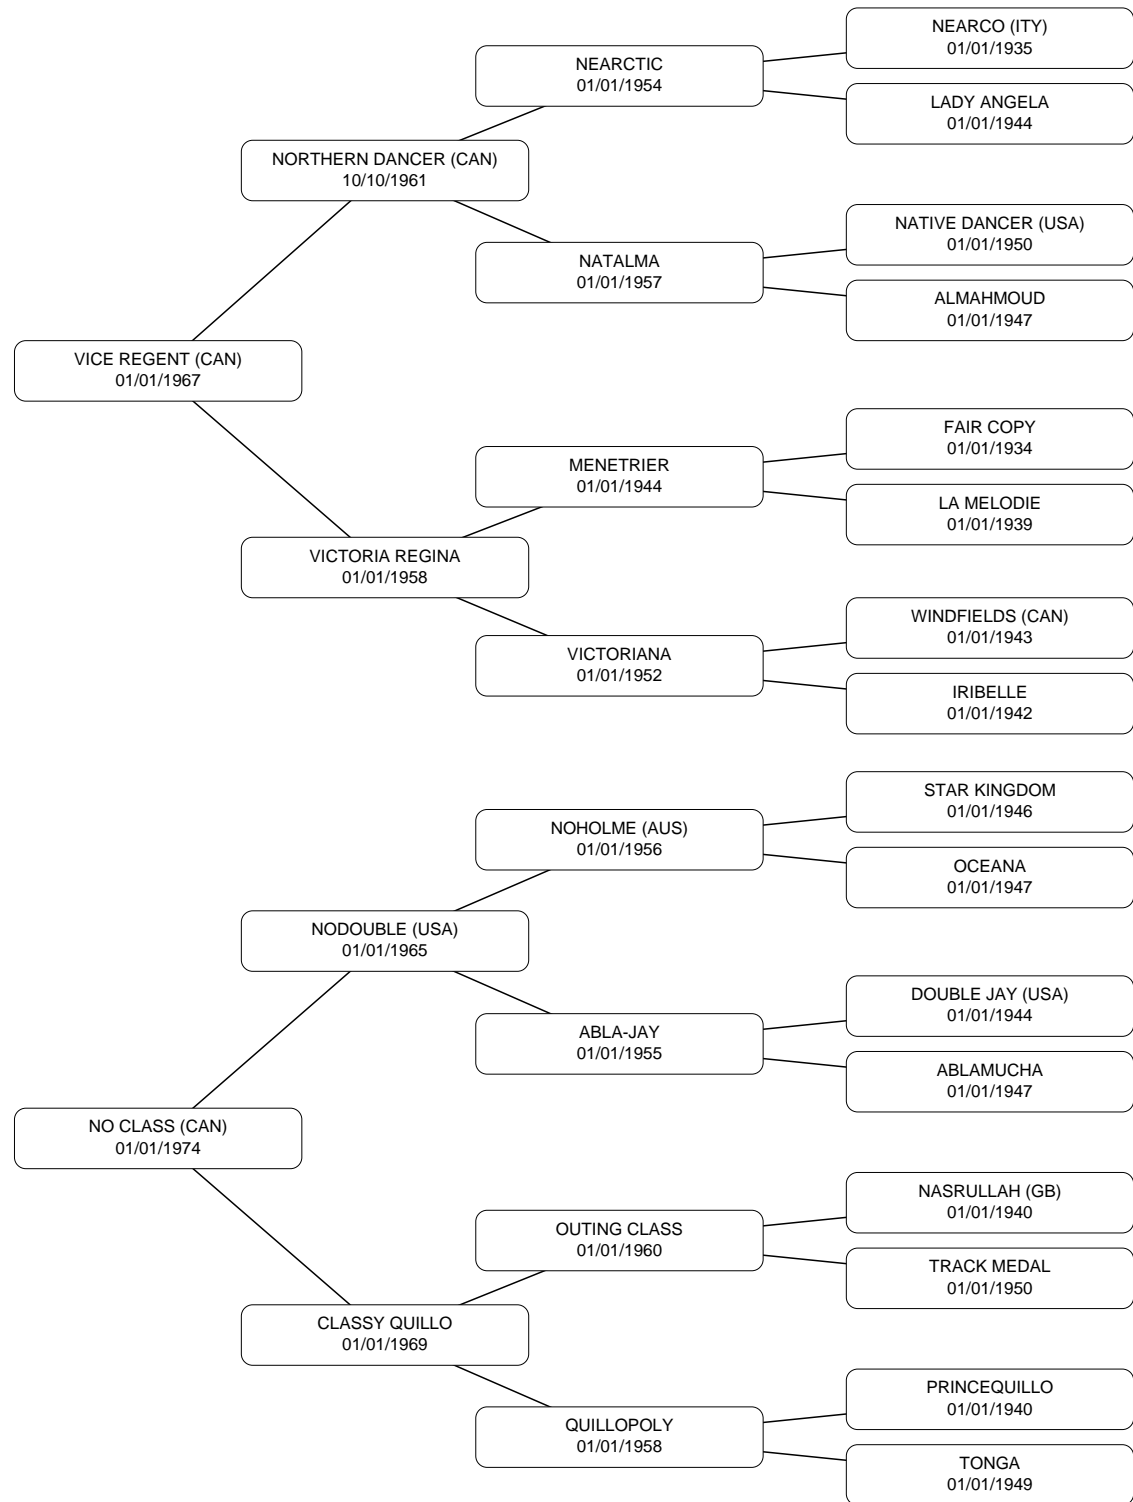 NEARCO (ITY)
01/01/1935
NEARCTIC
01/01/1954
LADY ANGELA
01/01/1944
NORTHERN DANCER (CAN)
10/10/1961
NATIVE DANCER (USA)
01/01/1950
NATALMA
01/01/1957
ALMAHMOUD
01/01/1947
VICE REGENT (CAN)
01/01/1967
FAIR COPY
01/01/1934
MENETRIER
01/01/1944
LA MELODIE
01/01/1939
VICTORIA REGINA
01/01/1958
WINDFIELDS (CAN)
01/01/1943
VICTORIANA
01/01/1952
IRIBELLE
01/01/1942
STAR KINGDOM
01/01/1946
NOHOLME (AUS)
01/01/1956
OCEANA
01/01/1947
NODOUBLE (USA)
01/01/1965
DOUBLE JAY (USA)
01/01/1944
ABLA-JAY
01/01/1955
ABLAMUCHA
01/01/1947
NO CLASS (CAN)
01/01/1974
NASRULLAH (GB)
01/01/1940
OUTING CLASS
01/01/1960
TRACK MEDAL
01/01/1950
CLASSY QUILLO
01/01/1969
PRINCEQUILLO
01/01/1940
QUILLOPOLY
01/01/1958
TONGA
01/01/1949